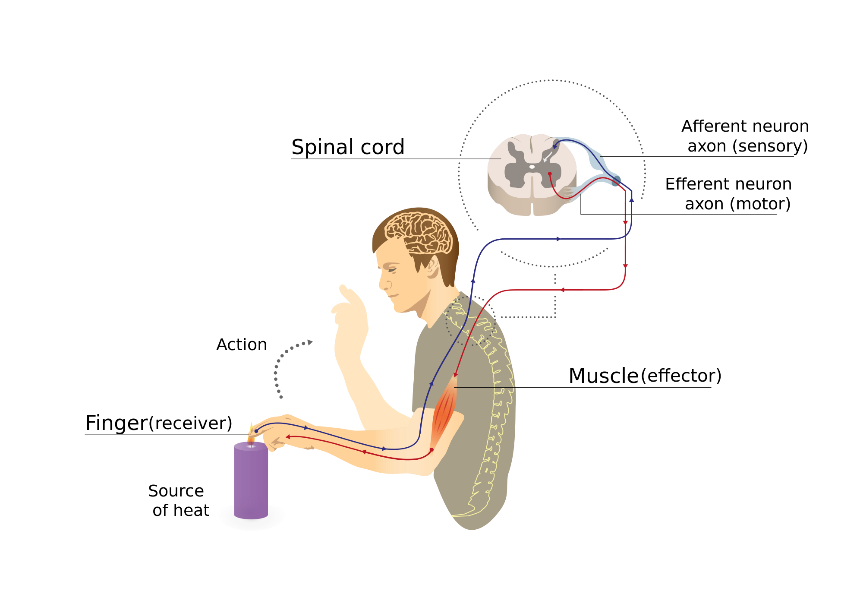 Afferent neuron
axon (sensory)
Spinal cord
Efferent neuron
axon (motor)
Action
Muscle(effector)
Finger(receiver)
Source
of heat